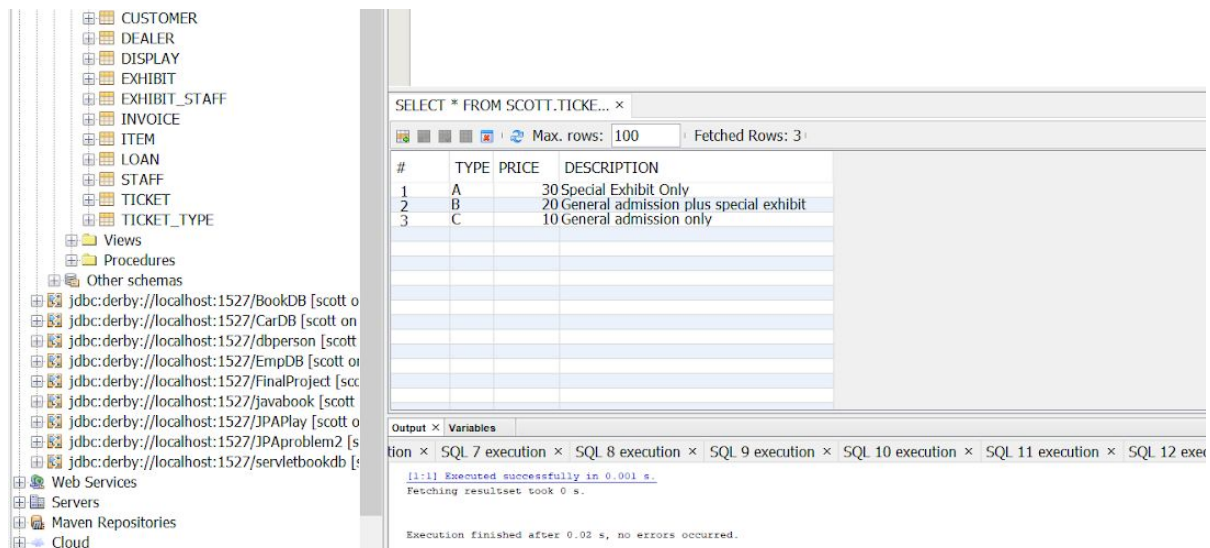 CUSTOMER
DEALER
DISPLAY
EXHIBIT
EXHIBIT_STAFF
INVOICE
ITEM
LOAN
STAFF
TICKET
TICKET_TYPE
Views
Procedures
Other schemas
jdbc:derby://localhost:1527/BookDB [scott o
jdbc:derby://localhost:1527/CarDB [scott on
jdbc:derby://localhost:1527/dbperson [scott
jdbc:derby://localhost:1527/EmpDB [scott or
jdbc:derby://localhost:1527/FinalProject [scc
jdbc:derby://localhost:1527/javabook [scott
jdbc:derby://localhost:1527/JPAPlay [scott o
jdbc:derby://localhost:1527/JPAproblem2 [s
jdbc:derby://localhost:1527/servletbookdb [s
Web Services
Servers
Maven Repositories
Cloud
SELECT * FROM SCOTT.TICKE... ×
Max. rows: 100 Fetched Rows: 3
# TYPE PRICE DESCRIPTION
1 A 30 Special Exhibit Only
2 B 20 General admission plus special exhibit
3 C 10 General admission only
Output × Variables
tion × SQL 7 execution × SQL 8 execution × SQL 9 execution × SQL 10 execution × SQL 11 execution × SQL 12 exec
[1:1] Executed successfully in 0.001 s.
Fetching resultset took 0 s.
Execution finished after 0.02 s, no errors occurred.